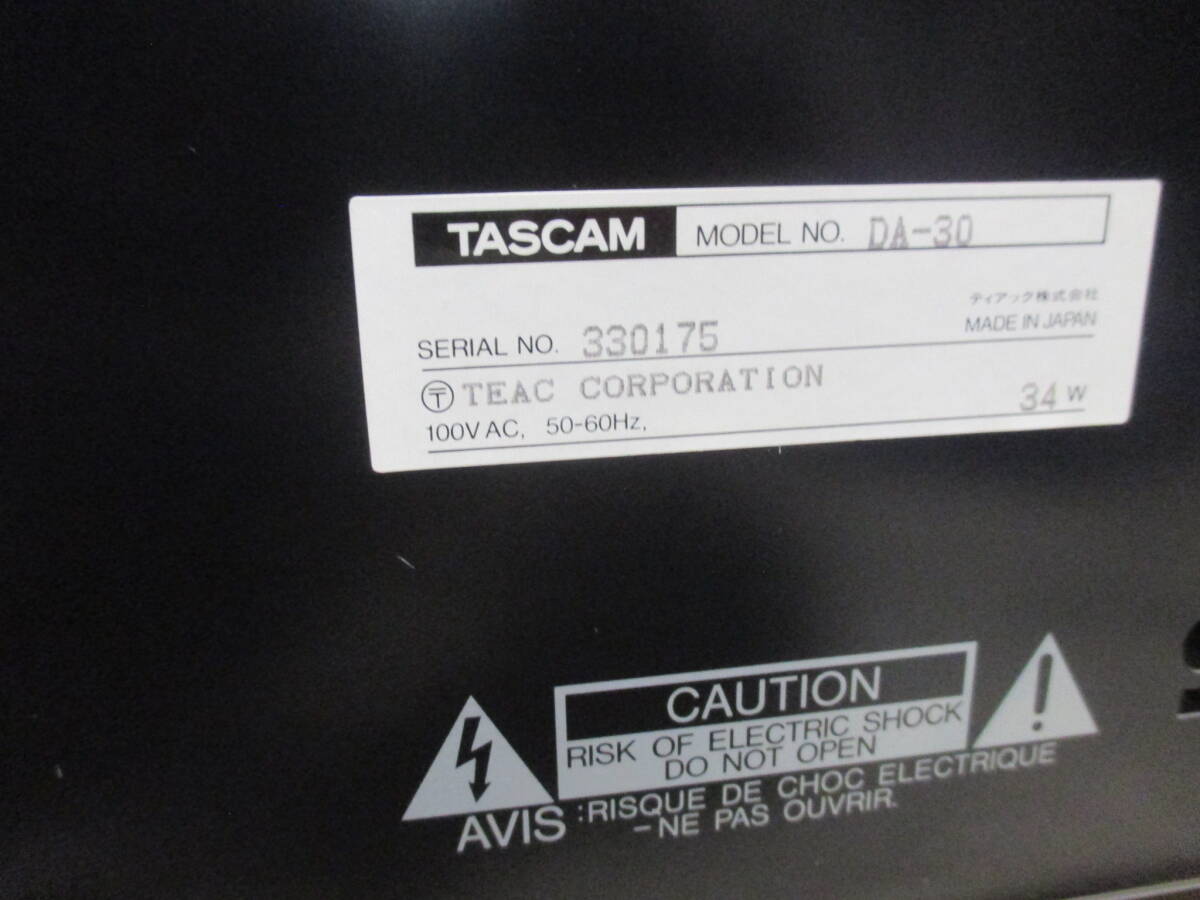 TASCAM MODEL NO. DA-30
ティアック株式会社
SERIAL NO. 330175 MADE IN JAPAN
〒 TEAC CORPORATION
100V AC, 50-60Hz, 34 W
CAUTION
RISK OF ELECTRIC SHOCK
DO NOT OPEN
AVIS :RISQUE DE CHOC ELECTRIQUE
-NE PAS OUVRIR.